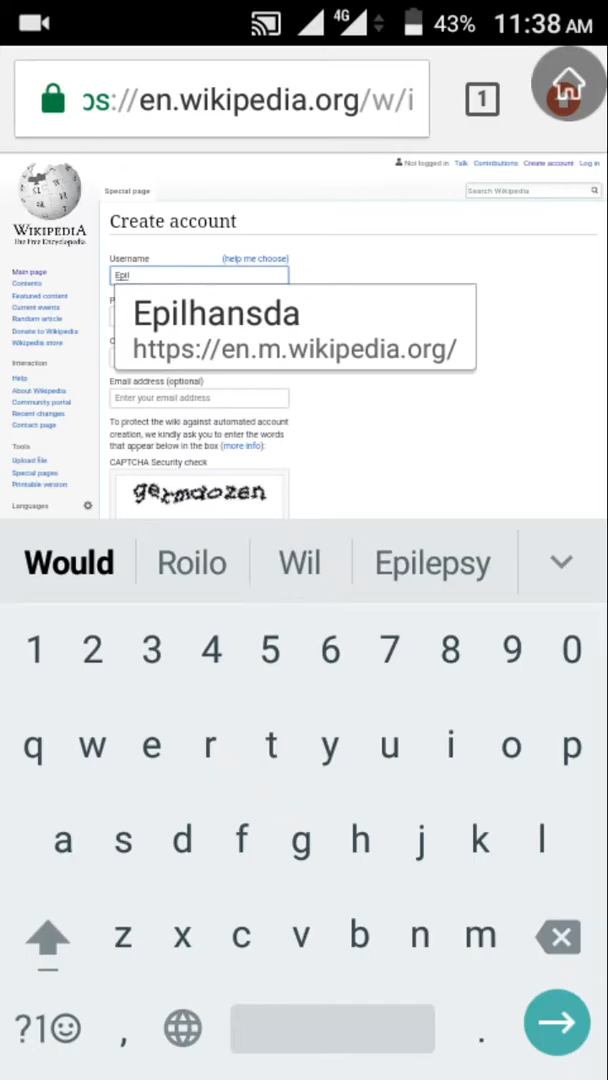 4G 43% 11:38 AM
ps://en.wikipedia.org/w/i 1
Not logged in Talk Contributions Create account Log in
Special page Search Wikipedia
WIKIPEDIA
The Free Encyclopedia
Create account
Main page
Contents
Featured content
Current events
Random article
Donate to Wikipedia
Wikipedia store
Interaction
Help
About Wikipedia
Community portal
Recent changes
Contact page
Tools
Upload file
Special pages
Printable version
Languages
Username (help me choose)
Epil
Epilhansda
https://en.m.wikipedia.org/
Email address (optional)
Enter your email address
To protect the wiki against automated account
creation, we kindly ask you to enter the words
that appear below in the box (more info):
CAPTCHA Security check
Would Roilo Wil Epilepsy
1 2 3 4 5 6 7 8 9 0
q w e r t y u i o p
a s d f g h j k l
z x c v b n m
?1☺ , .